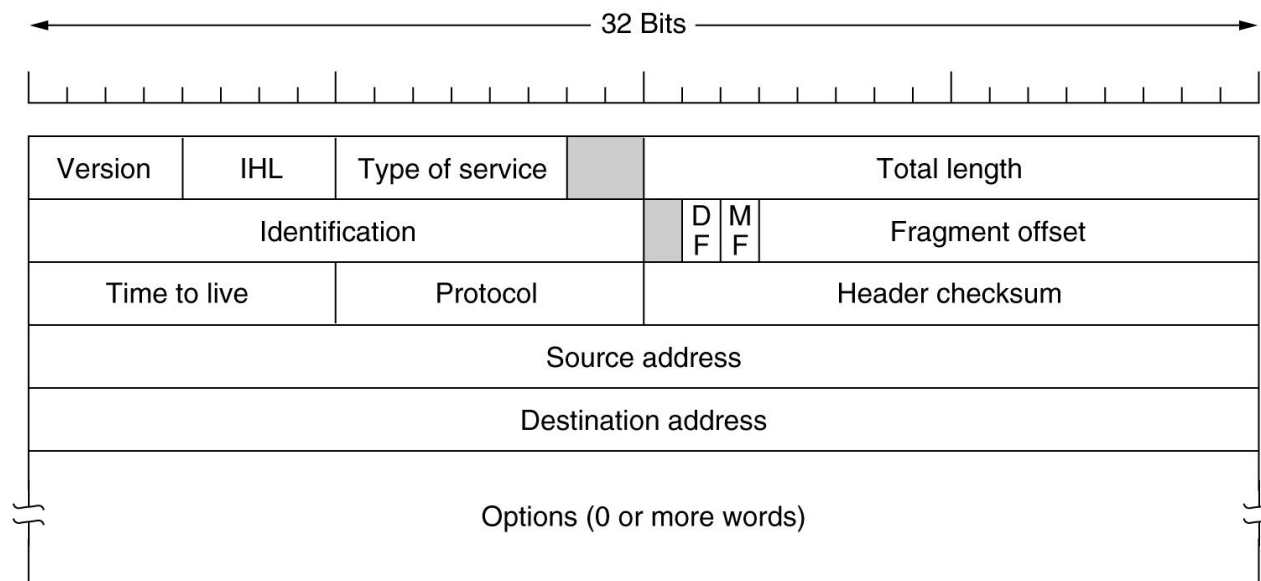 32 Bits
Version IHL Type of service Total length
Identification D F M F Fragment offset
Time to live Protocol Header checksum
Source address
Destination address
Options (0 or more words)